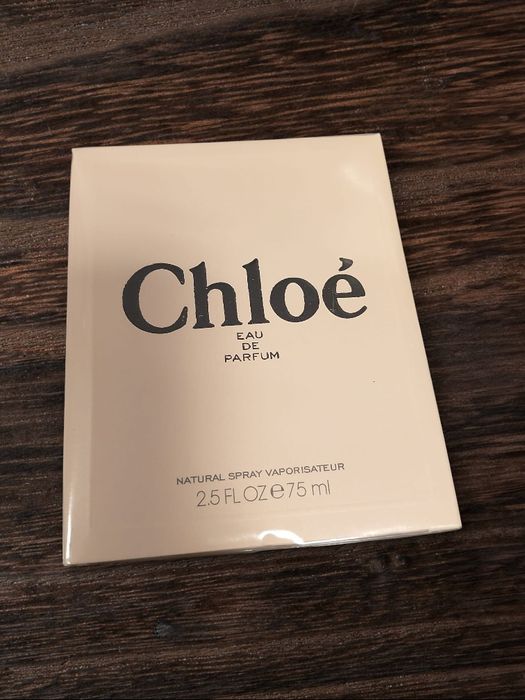 Chloé
EAU
DE
PARFUM
NATURAL SPRAY VAPORISATEUR
2.5 FL OZ e 75 ml